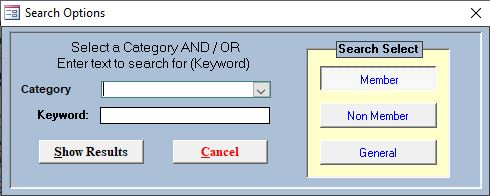 Search Options
Select a Category AND / OR
Enter text to search for (Keyword)
Category
Keyword:
Show Results
Cancel
Search Select
Member
Non Member
General